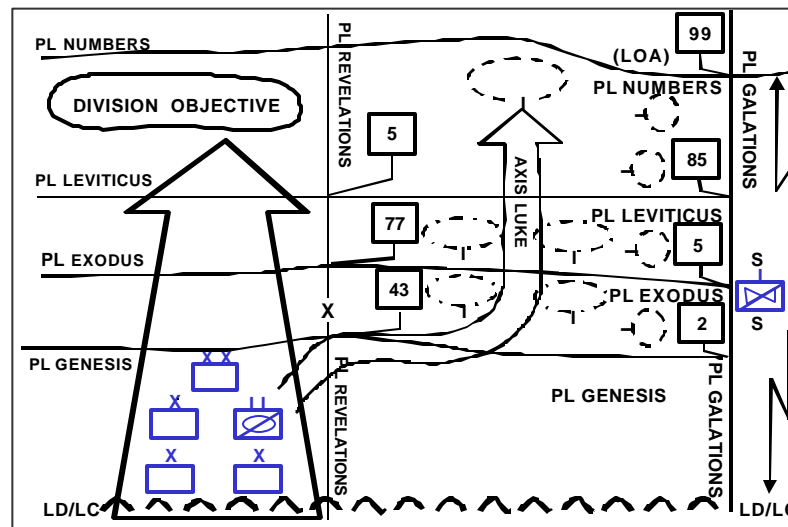 PL NUMBERS
PL REVELATIONS
(LOA)
99
PL NUMBERS
PL GALATIONS
DIVISION OBJECTIVE
5
85
AXIS LUKE
PL LEVITICUS
PL LEVITICUS
77
5
PL EXODUS
S
43
PL EXODUS
X
2
S
PL GENESIS
X X
PL REVELATIONS
PL GENESIS
PL GALATIONS
X
I I
X
X
LD/LC
LD/LC